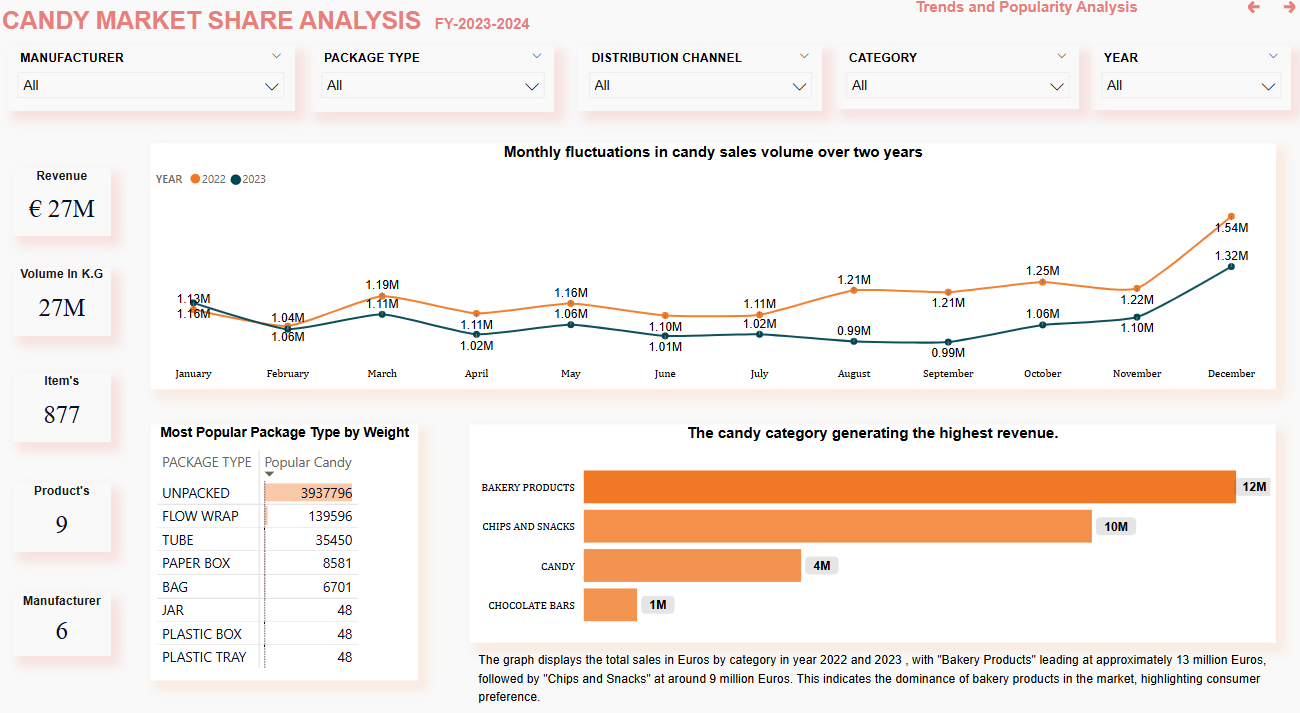 CANDY MARKET SHARE ANALYSIS FY-2023-2024
Trends and Popularity Analysis
MANUFACTURER
All
PACKAGE TYPE
All
DISTRIBUTION CHANNEL
All
CATEGORY
All
YEAR
All
Revenue
€ 27M
Volume In K.G
27M
Item's
877
Product's
9
Manufacturer
6
Monthly fluctuations in candy sales volume over two years
YEAR 2022 2023
1.13M 1.04M 1.19M 1.11M 1.16M 1.10M 1.11M 1.21M 1.21M 1.25M 1.22M 1.54M
1.16M 1.06M 1.11M 1.02M 1.06M 1.01M 1.02M 0.99M 0.99M 1.06M 1.10M 1.32M
January February March April May June July August September October November December
Most Popular Package Type by Weight
PACKAGE TYPE Popular Candy
UNPACKED 3937796
FLOW WRAP 139596
TUBE 35450
PAPER BOX 8581
BAG 6701
JAR 48
PLASTIC BOX 48
PLASTIC TRAY 48
The candy category generating the highest revenue.
BAKERY PRODUCTS 12M
CHIPS AND SNACKS 10M
CANDY 4M
CHOCOLATE BARS 1M
The graph displays the total sales in Euros by category in year 2022 and 2023 , with "Bakery Products" leading at approximately 13 million Euros,
followed by "Chips and Snacks" at around 9 million Euros. This indicates the dominance of bakery products in the market, highlighting consumer
preference.